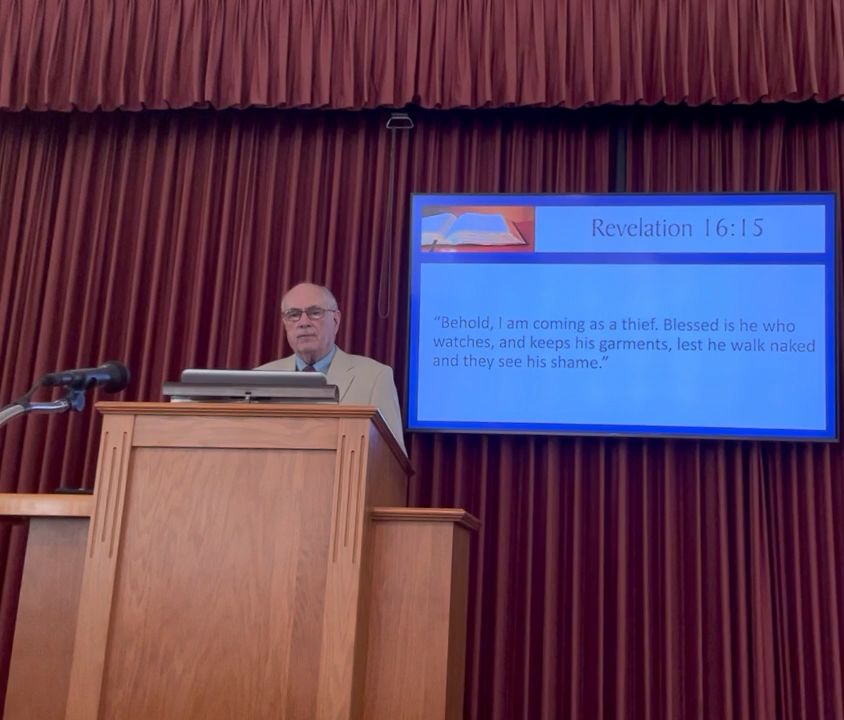 Revelation 16:15
“Behold, I am coming as a thief. Blessed is he who
watches, and keeps his garments, lest he walk naked
and they see his shame.”